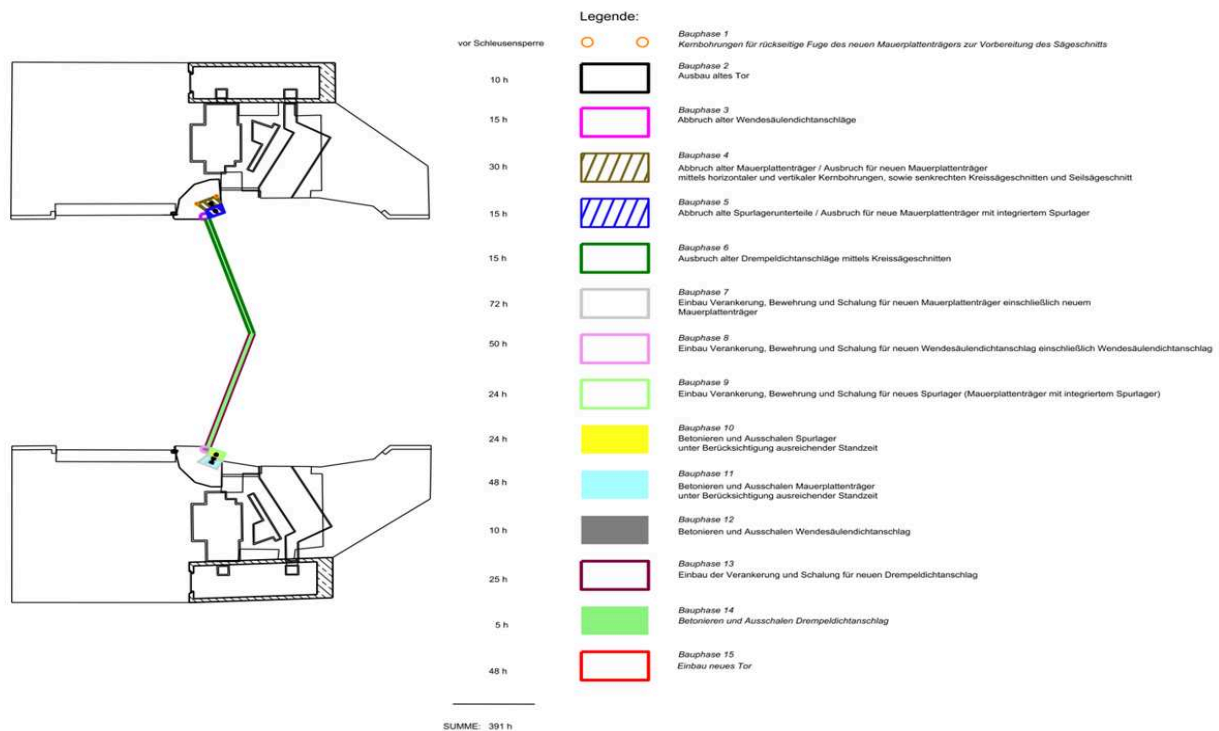 Legende:
vor Schleusensperre
Bauphase 1
Kernbohrungen für rückseitige Fuge des neuen Mauerplattenträgers zur Vorbereitung des Sägeschnitts
10 h
Bauphase 2
Ausbau altes Tor
15 h
Bauphase 3
Abbruch alter Wendesäulendichtanschläge
30 h
Bauphase 4
Abbruch alter Mauerplattenträger / Ausbruch für neuen Mauerplattenträger
mittels horizontaler und vertikaler Kernbohrungen, sowie senkrechten Kreissägeschnitten und Seilsägeschnitt
15 h
Bauphase 5
Abbruch alte Spurlagerunterteile / Ausbruch für neue Mauerplattenträger mit integriertem Spurlager
15 h
Bauphase 6
Ausbruch alter Drempeldichtanschläge mittels Kreissägeschnitten
72 h
Bauphase 7
Einbau Verankerung, Bewehrung und Schalung für neuen Mauerplattenträger einschließlich neuem
Mauerplattenträger
50 h
Bauphase 8
Einbau Verankerung, Bewehrung und Schalung für neuen Wendesäulendichtanschlag einschließlich Wendesäulendichtanschlag
24 h
Bauphase 9
Einbau Verankerung, Bewehrung und Schalung für neues Spurlager (Mauerplattenträger mit integriertem Spurlager)
24 h
Bauphase 10
Betonieren und Ausschalen Spurlager
unter Berücksichtigung ausreichender Standzeit
48 h
Bauphase 11
Betonieren und Ausschalen Mauerplattenträger
unter Berücksichtigung ausreichender Standzeit
10 h
Bauphase 12
Betonieren und Ausschalen Wendesäulendichtanschlag
25 h
Bauphase 13
Einbau der Verankerung und Schalung für neuen Drempeldichtanschlag
5 h
Bauphase 14
Betonieren und Ausschalen Drempeldichtanschlag
48 h
Bauphase 15
Einbau neues Tor
SUMME: 391 h